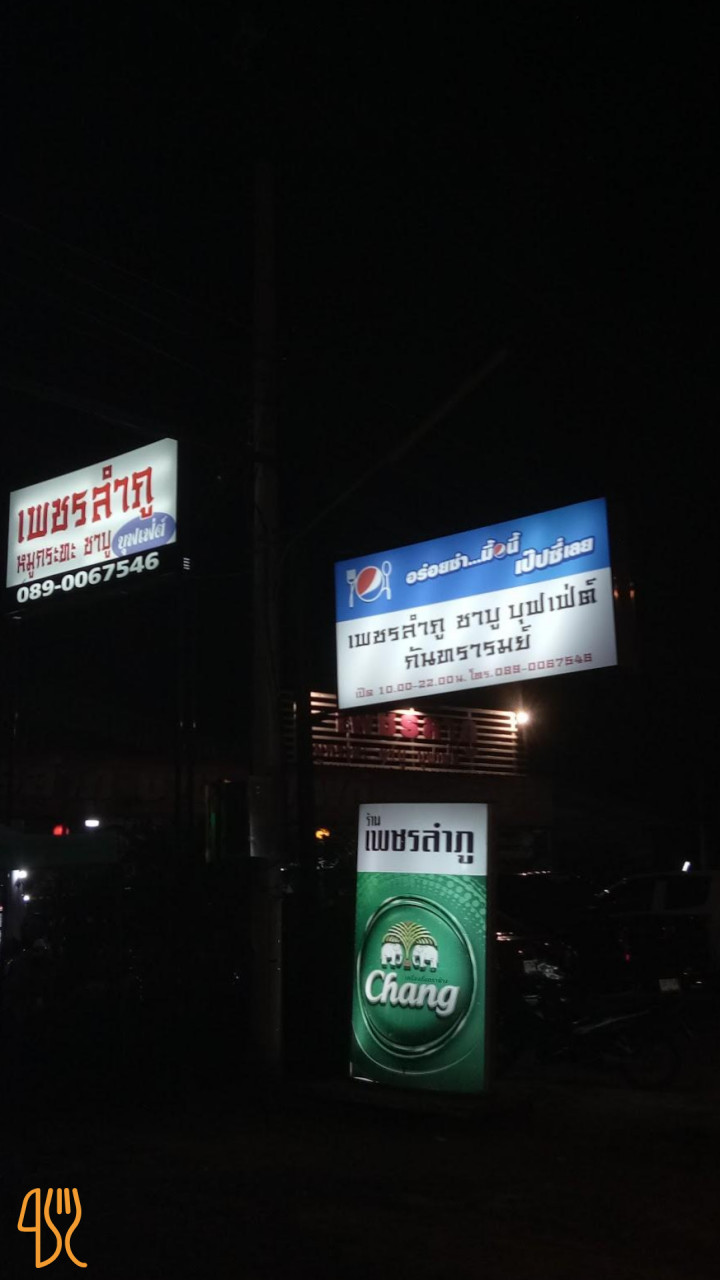 เพชรลำภู
หมูกระทะ ชาบู บุฟเฟ่ต์
089-0067546
อร่อยซ่า...มื้อนี้
เป๊ปซี่เลย
เพชรลำภู ชาบู บุฟเฟ่ต์
กันทรารมย์
เปิด 10.00-22.00น. โทร.089-0067546
ร้าน
เพชรลำภู
Chang